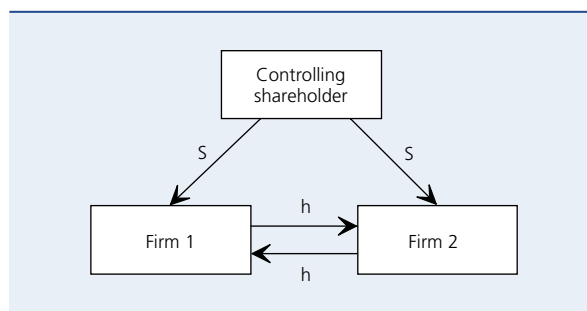 Controlling
shareholder
S
S
h
Firm 1
Firm 2
h